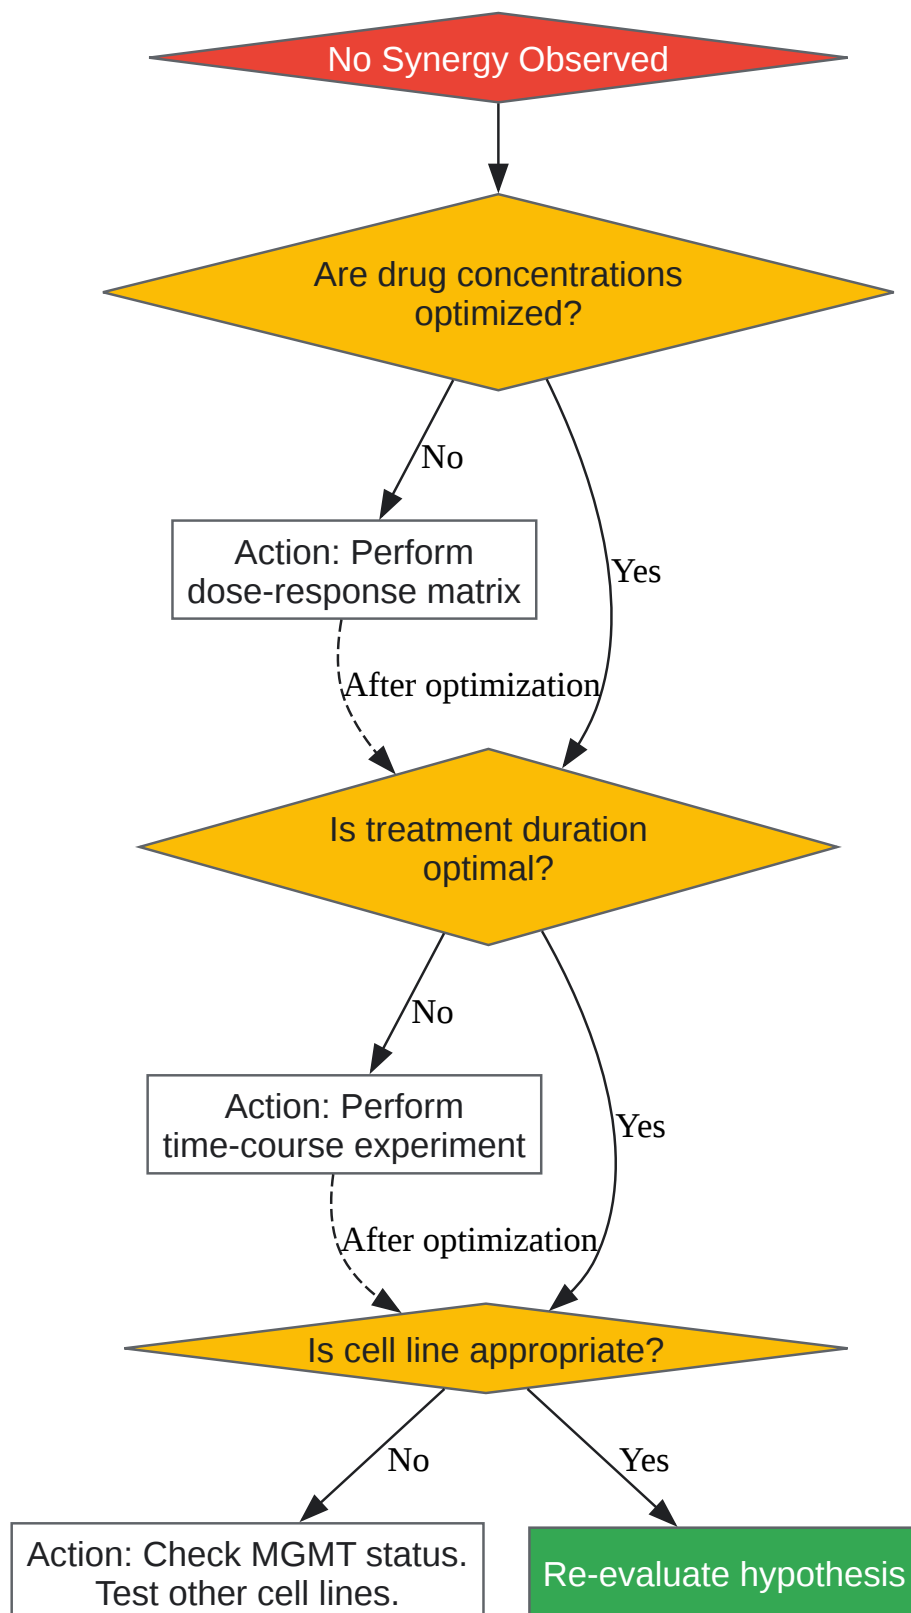 No Synergy Observed
Are drug concentrations
optimized?
No
Action: Perform
dose-response matrix
Yes
After optimization
Is treatment duration
optimal?
No
Action: Perform
time-course experiment
Yes
After optimization
Is cell line appropriate?
No
Yes
Action: Check MGMT status.
Test other cell lines.
Re-evaluate hypothesis